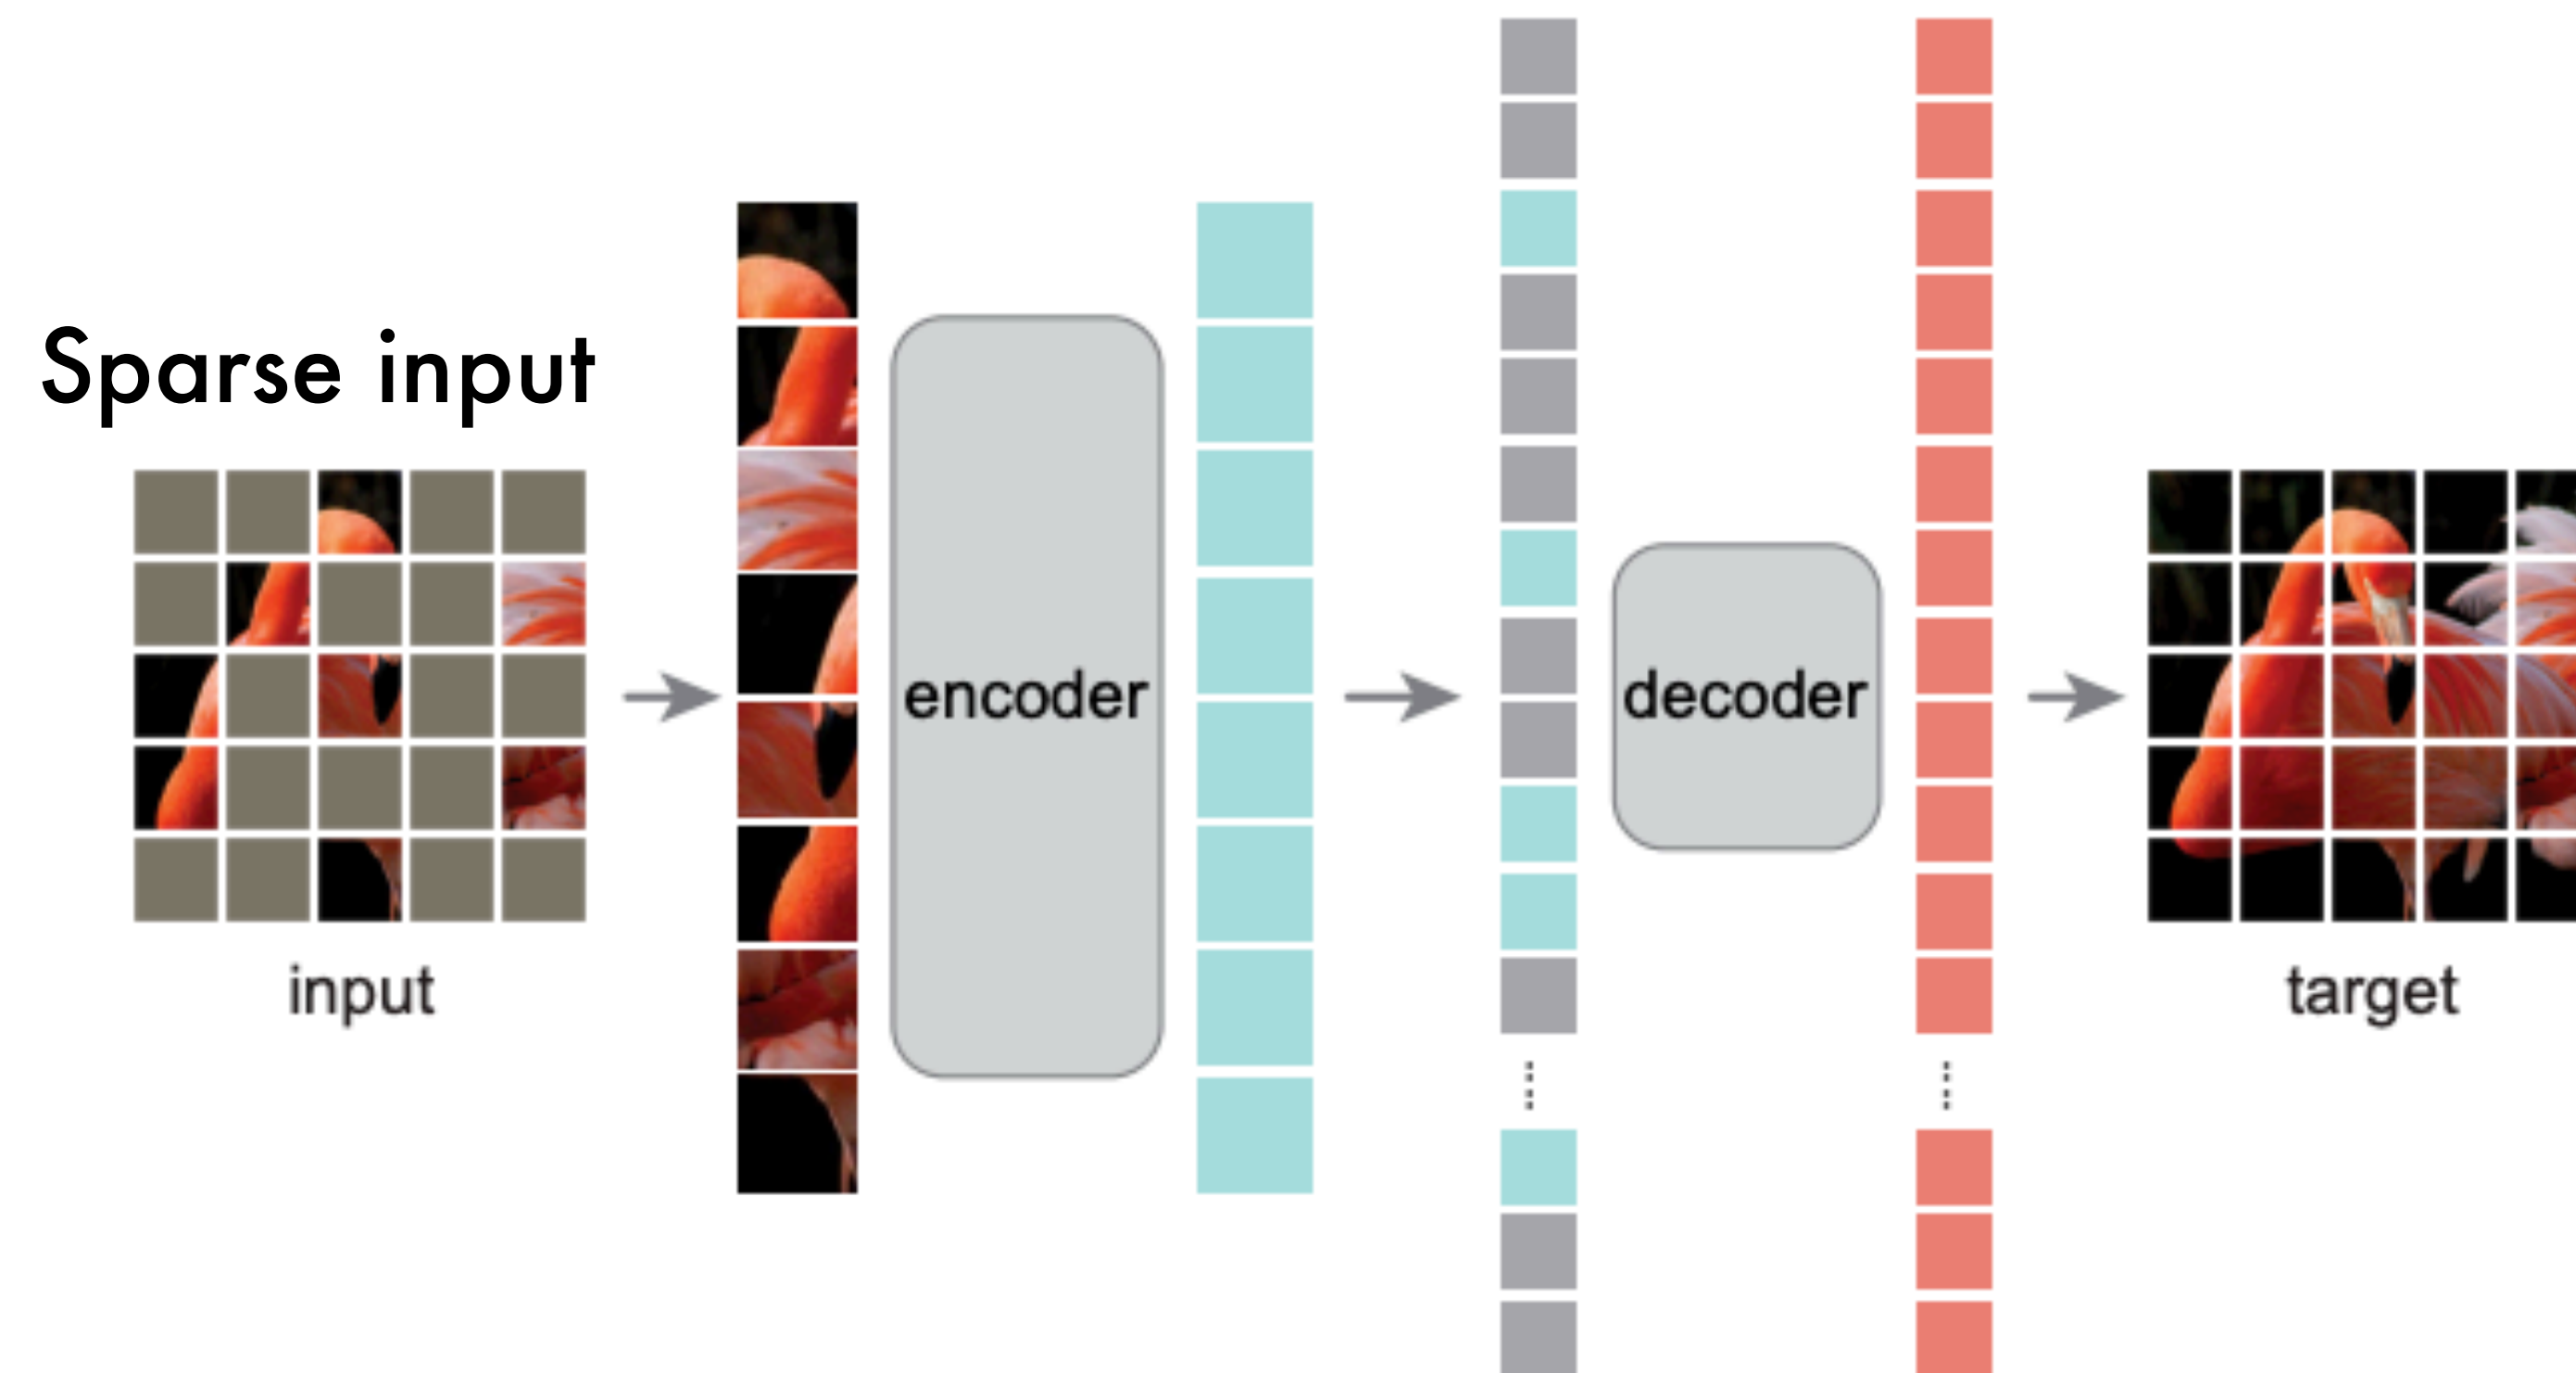 Sparse input
input
encoder
decoder
target